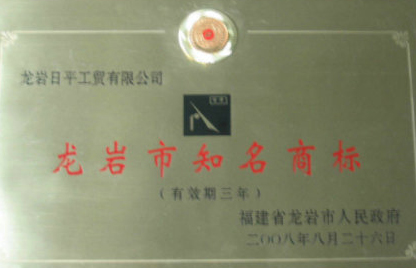 龙岩日平工贸有限公司
龙岩市知名商标
(有效期三年)
福建省龙岩市人民政府
二〇〇八年八月二十六日